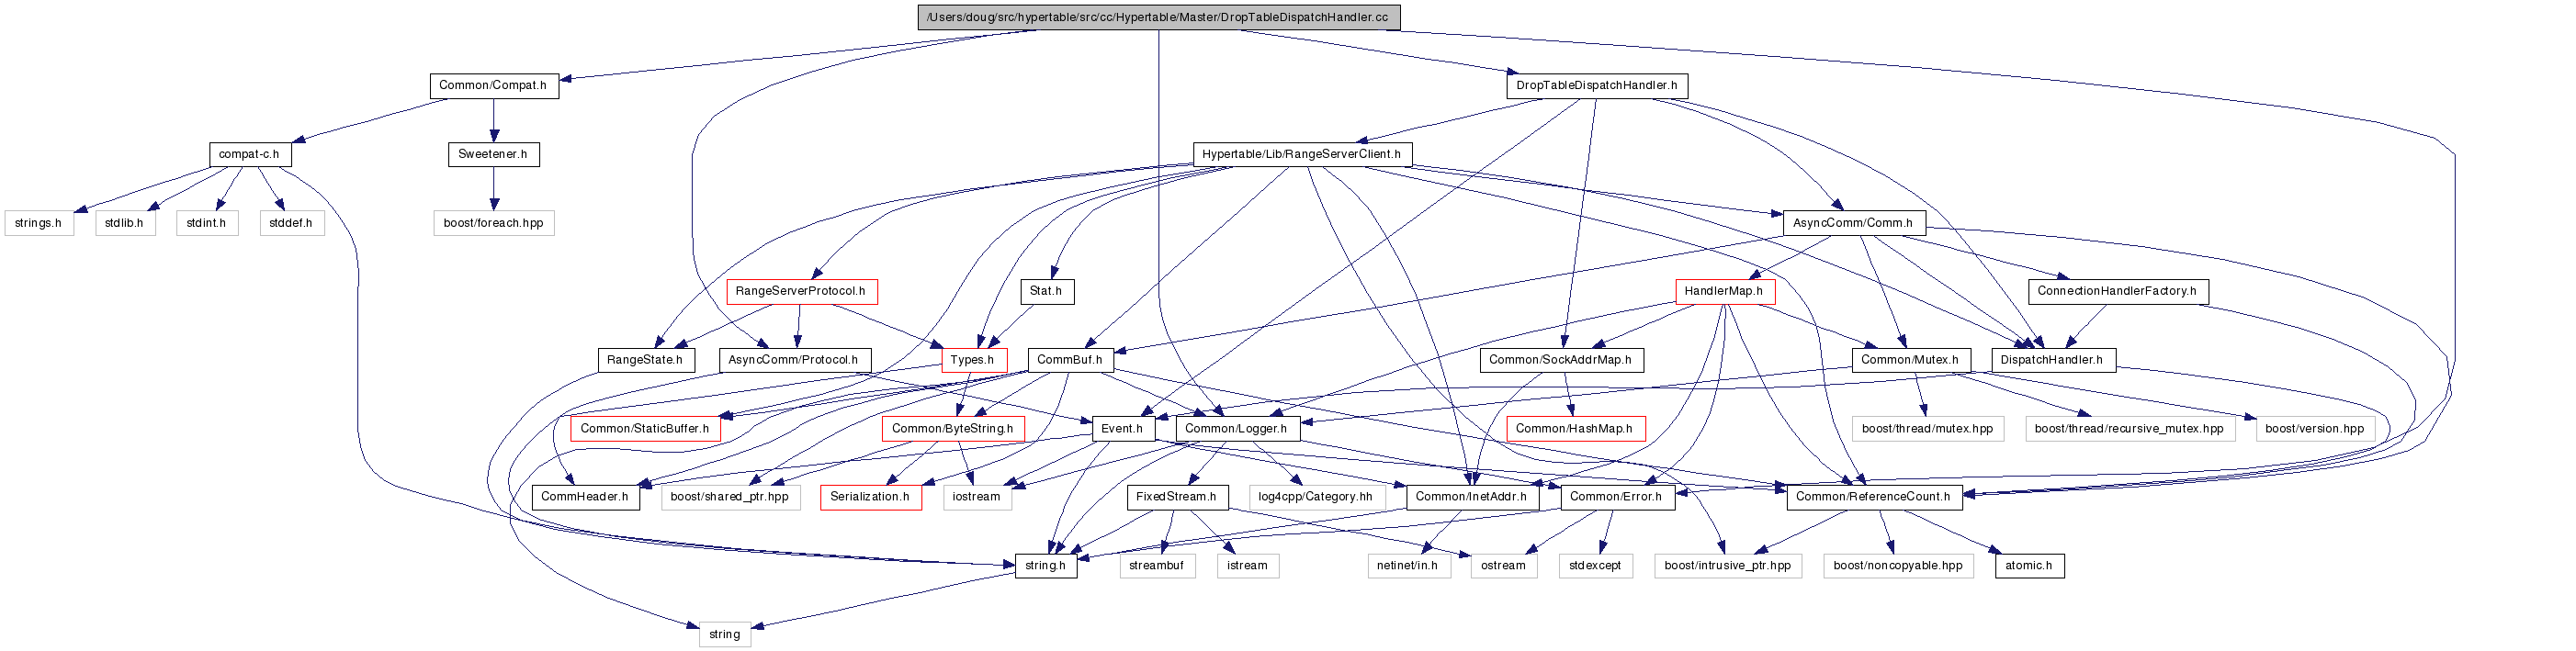 /Users/doug/src/hypertable/src/cc/Hypertable/Master/DropTableDispatchHandler.cc
Common/Compat.h
DropTableDispatchHandler.h
compat-c.h
Sweetener.h
Hypertable/Lib/RangeServerClient.h
strings.h
stdlib.h
stdint.h
stddef.h
boost/foreach.hpp
AsyncComm/Comm.h
RangeServerProtocol.h
Stat.h
HandlerMap.h
ConnectionHandlerFactory.h
RangeState.h
AsyncComm/Protocol.h
Types.h
CommBuf.h
Common/SockAddrMap.h
Common/Mutex.h
DispatchHandler.h
Common/StaticBuffer.h
Common/ByteString.h
Event.h
Common/Logger.h
Common/HashMap.h
boost/thread/mutex.hpp
boost/thread/recursive_mutex.hpp
boost/version.hpp
CommHeader.h
boost/shared_ptr.hpp
Serialization.h
iostream
FixedStream.h
log4cpp/Category.hh
Common/InetAddr.h
Common/Error.h
Common/ReferenceCount.h
string.h
streambuf
istream
netinet/in.h
ostream
stdexcept
boost/intrusive_ptr.hpp
boost/noncopyable.hpp
atomic.h
string